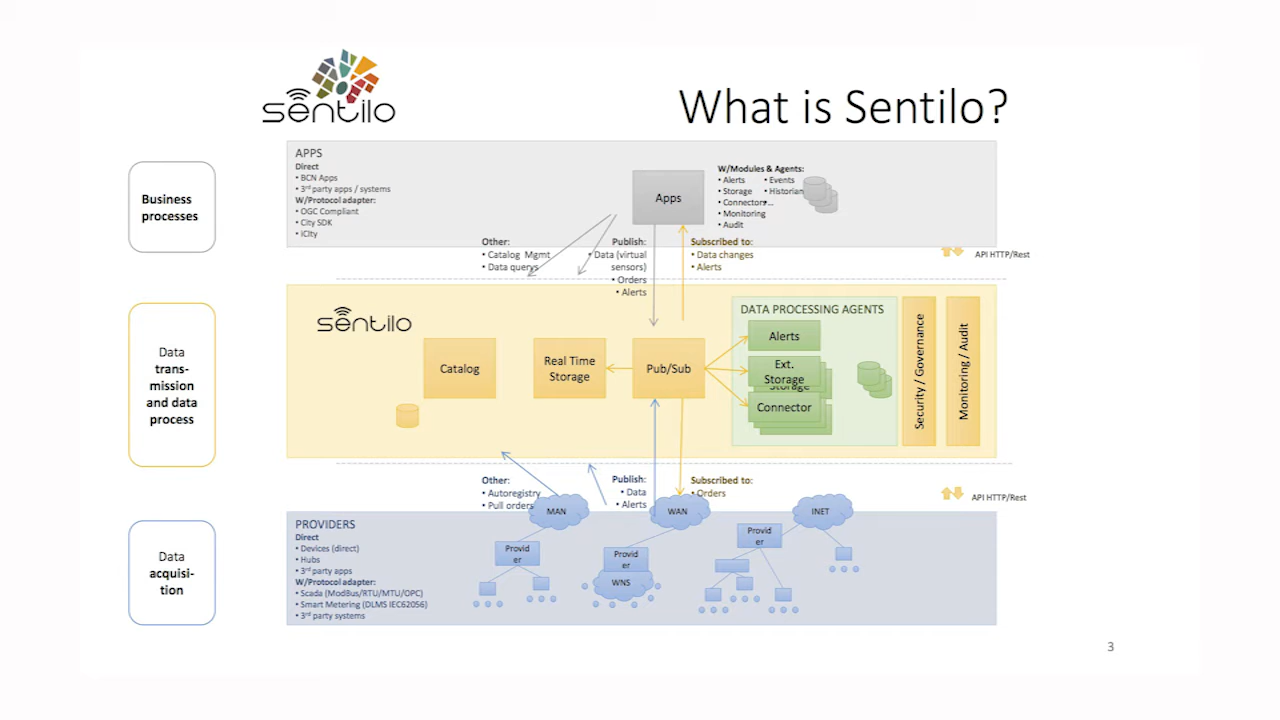 sentilo
What is Sentilo?
Business
processes
APPS
Direct
• BCN Apps
• 3rd party apps / systems
W/Protocol adapter:
• OGC Compliant
• City SDK
• iCity
Apps
W/Modules & Agents:
• Alerts • Events
• Storage • Historian
• Connectors •...
• Monitoring
• Audit
Other:
• Catalog Mgmt
• Data querys
Publish:
• Data (virtual
sensors)
• Orders
• Alerts
Subscribed to:
• Data changes
• Alerts
API HTTP/Rest
Data
trans-
mission
and data
process
sentilo
Catalog
Real Time
Storage
Pub/Sub
DATA PROCESSING AGENTS
Alerts
Ext.
Storage
Storage
Connector
Security / Governance
Monitoring / Audit
Other:
• Autoregistry
• Pull orders
Publish:
• Data
• Alerts
Subscribed to:
• Orders
API HTTP/Rest
Data
acquisi-
tion
PROVIDERS
Direct
• Devices (direct)
• Hubs
• 3rd party apps
W/Protocol adapter:
• Scada (ModBus/RTU/MTU/OPC)
• Smart Metering (DLMS IEC62056)
• 3rd party systems
MAN
WAN
INET
Provid
er
Provid
er
WNS
Provid
er
3